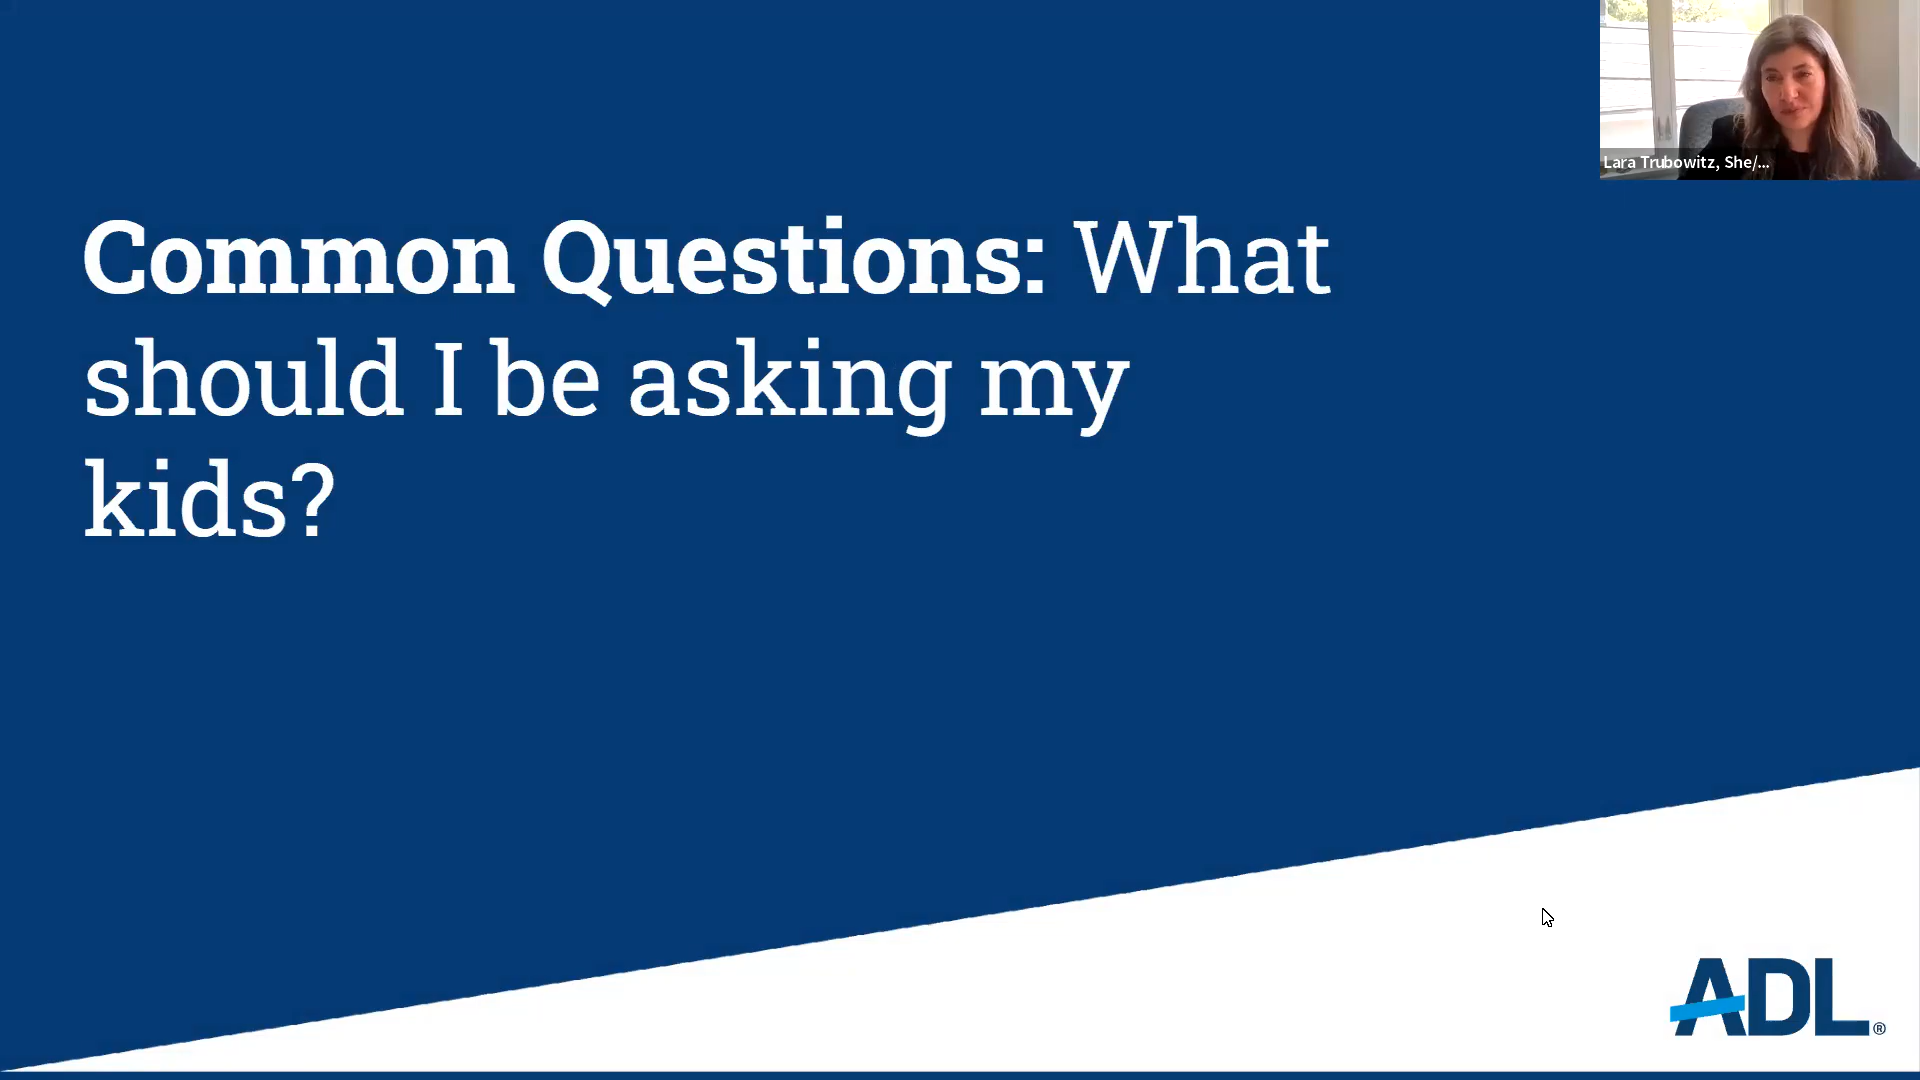 Lara Trubowitz, She/...
Common Questions: What
should I be asking my
kids?
ADL®